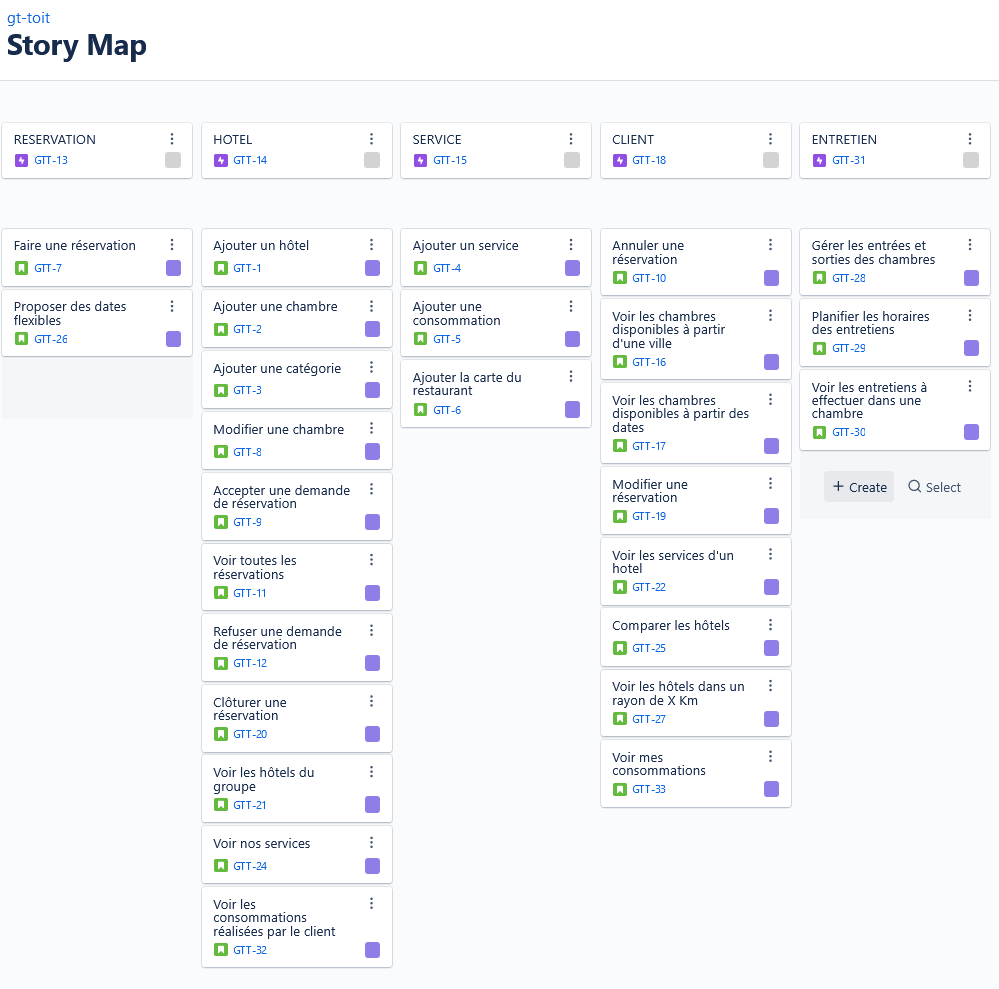 gt-toit
Story Map
RESERVATION
GTT-13
HOTEL
GTT-14
SERVICE
GTT-15
CLIENT
GTT-18
ENTRETIEN
GTT-31
Faire une réservation
GTT-7
Proposer des dates
flexibles
GTT-26
Ajouter un hôtel
GTT-1
Ajouter une chambre
GTT-2
Ajouter une catégorie
GTT-3
Modifier une chambre
GTT-8
Accepter une demande
de réservation
GTT-9
Voir toutes les
réservations
GTT-11
Refuser une demande
de réservation
GTT-12
Clôturer une
réservation
GTT-20
Voir les hôtels du
groupe
GTT-21
Voir nos services
GTT-24
Voir les
consommations
réalisées par le client
GTT-32
Ajouter un service
GTT-4
Ajouter une
consommation
GTT-5
Ajouter la carte du
restaurant
GTT-6
Annuler une
réservation
GTT-10
Voir les chambres
disponibles à partir
d'une ville
GTT-16
Voir les chambres
disponibles à partir des
dates
GTT-17
Modifier une
réservation
GTT-19
Voir les services d'un
hotel
GTT-22
Comparer les hôtels
GTT-25
Voir les hôtels dans un
rayon de X Km
GTT-27
Voir mes
consommations
GTT-33
Gérer les entrées et
sorties des chambres
GTT-28
Planifier les horaires
des entretiens
GTT-29
Voir les entretiens à
effectuer dans une
chambre
GTT-30
+ Create
Select